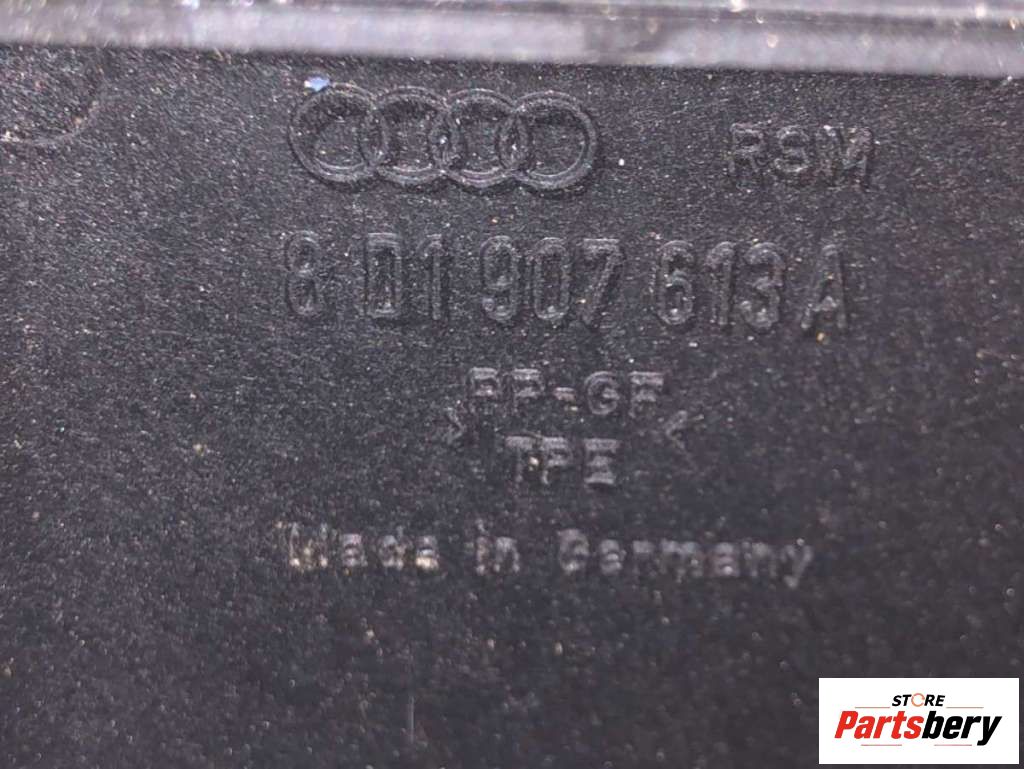 RSM
8D1 907 613 A
PP-GF
> <
TPE
Made in Germany
STORE
Partsbery